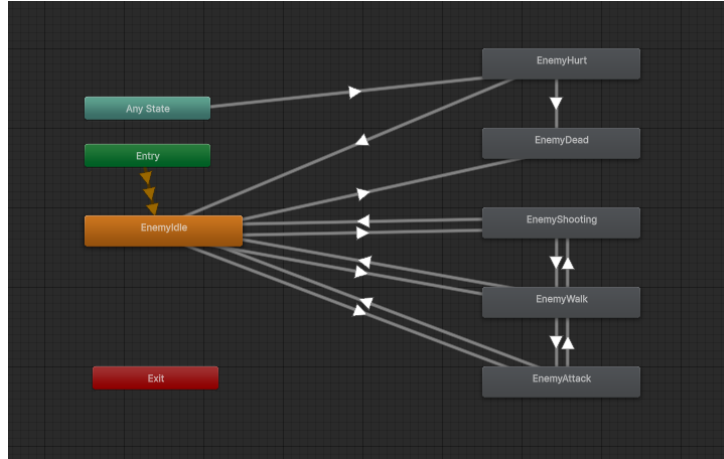 EnemyHurt
Any State
EnemyDead
Entry
EnemyShooting
EnemyIdle
EnemyWalk
EnemyAttack
Exit